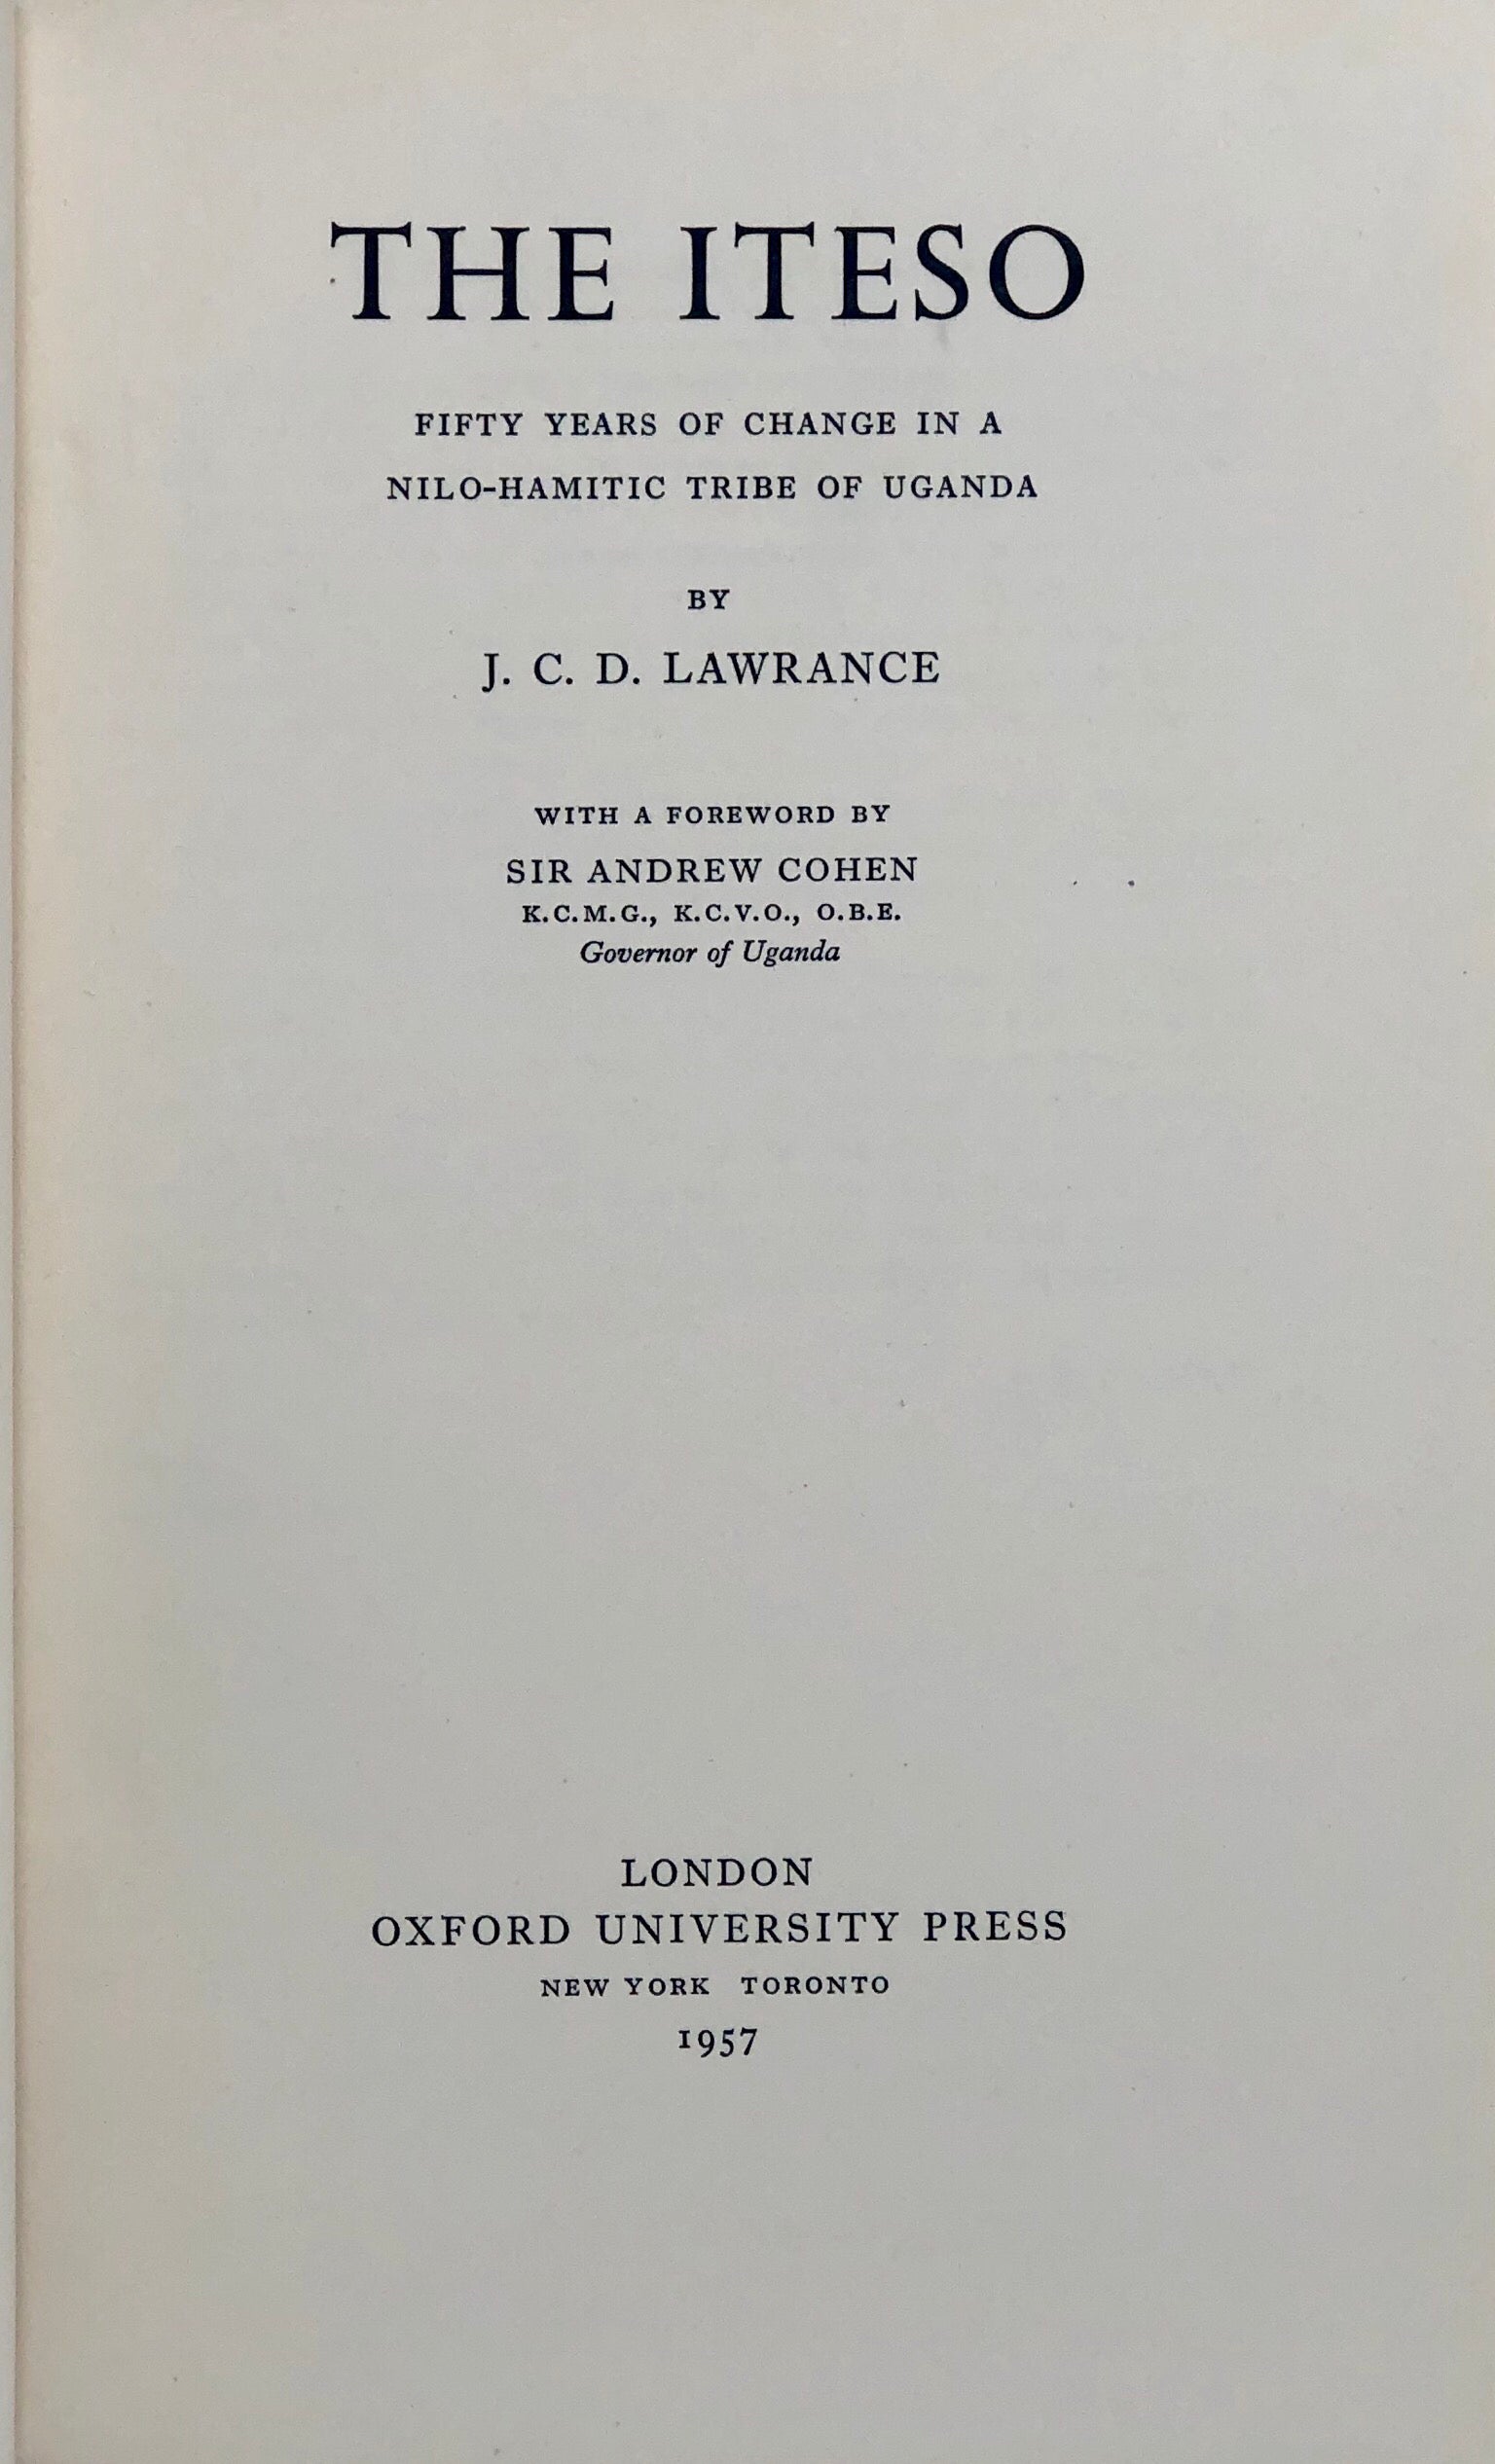 THE ITESO
FIFTY YEARS OF CHANGE IN A
NILO-HAMITIC TRIBE OF UGANDA
BY
J. C. D. LAWRANCE
WITH A FOREWORD BY
SIR ANDREW COHEN
K.C.M.G., K.C.V.O., O.B.E.
Governor of Uganda
LONDON
OXFORD UNIVERSITY PRESS
NEW YORK TORONTO
1957